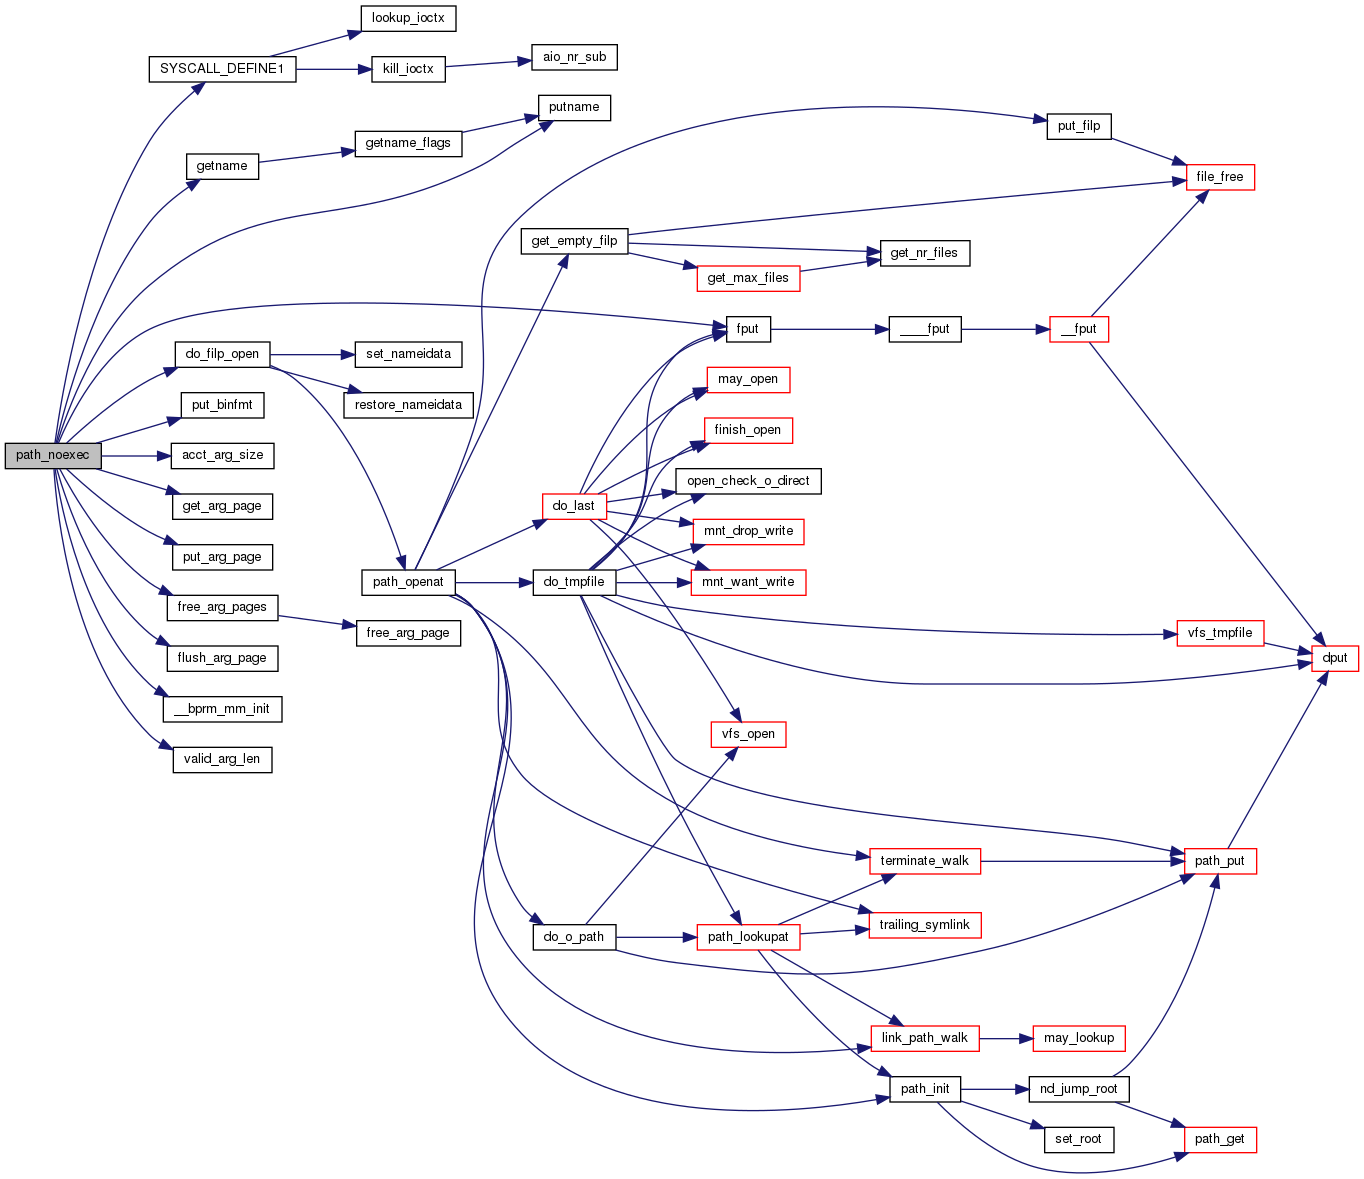 lookup_ioctx
SYSCALL_DEFINE1
kill_ioctx
aio_nr_sub
putname
getname_flags
getname
put_filp
file_free
get_empty_filp
get_nr_files
get_max_files
fput
____fput
__fput
do_filp_open
set_nameidata
restore_nameidata
may_open
put_binfmt
finish_open
path_noexec
acct_arg_size
open_check_o_direct
get_arg_page
do_last
mnt_drop_write
put_arg_page
path_openat
do_tmpfile
mnt_want_write
free_arg_pages
free_arg_page
vfs_tmpfile
flush_arg_page
dput
__bprm_mm_init
vfs_open
valid_arg_len
terminate_walk
path_put
trailing_symlink
do_o_path
path_lookupat
link_path_walk
may_lookup
path_init
nd_jump_root
set_root
path_get